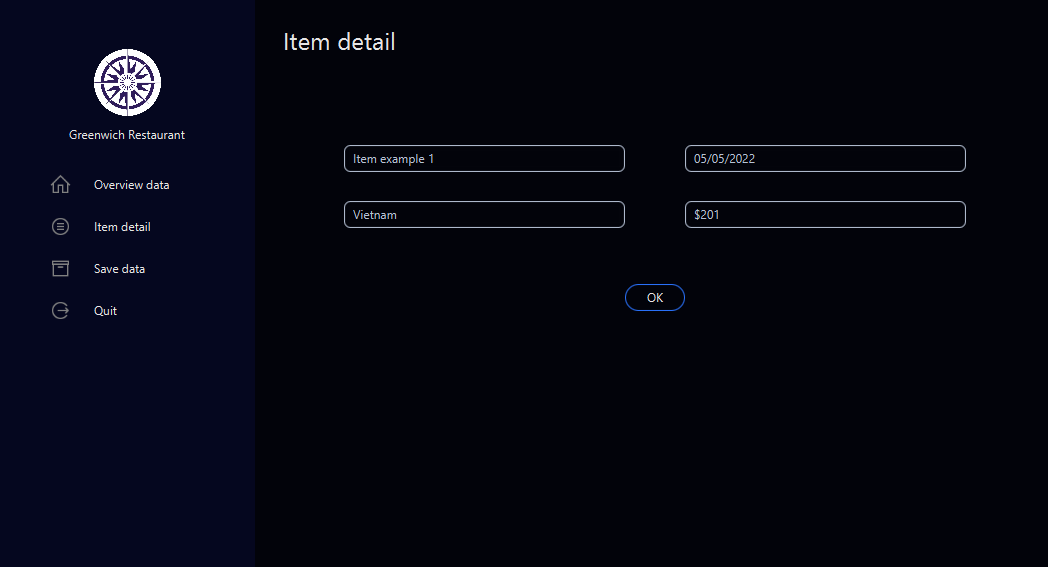 Item detail
Greenwich Restaurant
Overview data
Item detail
Save data
Quit
Item example 1
05/05/2022
Vietnam
$201
OK